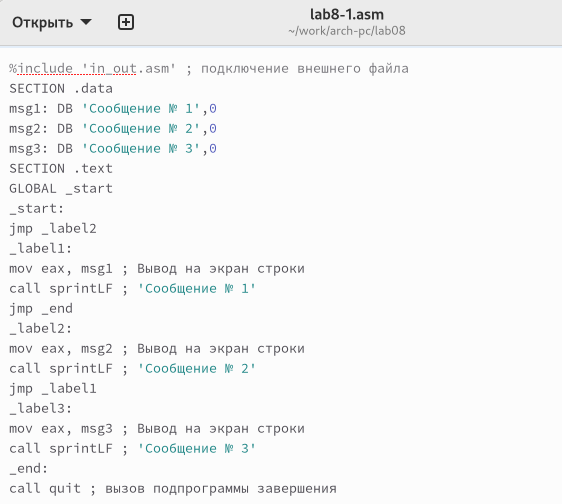 Открыть
lab8-1.asm
~/work/arch-pc/lab08
%include 'in_out.asm' ; подключение внешнего файла
SECTION .data
msg1: DB 'Сообщение № 1',0
msg2: DB 'Сообщение № 2',0
msg3: DB 'Сообщение № 3',0
SECTION .text
GLOBAL _start
_start:
jmp _label2
_label1:
mov eax, msg1 ; Вывод на экран строки
call sprintLF ; 'Сообщение № 1'
jmp _end
_label2:
mov eax, msg2 ; Вывод на экран строки
call sprintLF ; 'Сообщение № 2'
jmp _label1
_label3:
mov eax, msg3 ; Вывод на экран строки
call sprintLF ; 'Сообщение № 3'
_end:
call quit ; вызов подпрограммы завершения